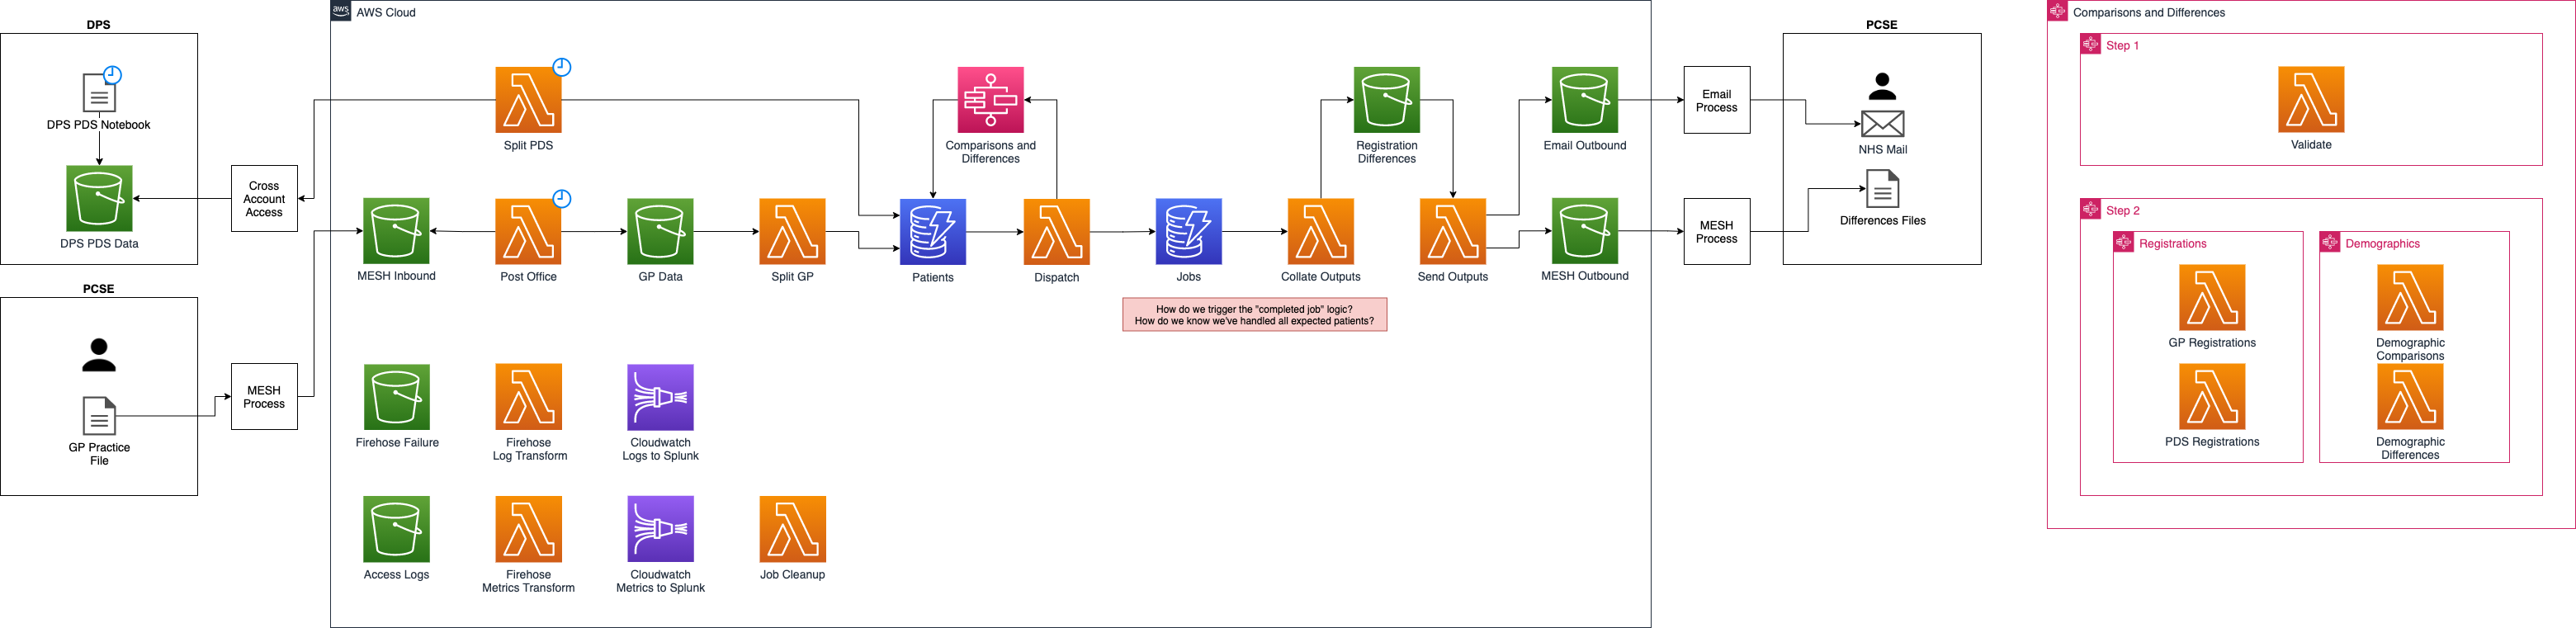 DPS
DPS PDS Notebook
DPS PDS Data
PCSE
GP Practice
File
Cross
Account
Access
MESH
Process
aws
AWS Cloud
Split PDS
MESH Inbound
Post Office
GP Data
Split GP
Patients
Comparisons and
Differences
Dispatch
Jobs
Collate Outputs
Registration
Differences
Send Outputs
Email Outbound
MESH Outbound
How do we trigger the "completed job" logic?
How do we know we've handled all expected patients?
Firehose Failure
Firehose
Log Transform
Cloudwatch
Logs to Splunk
Access Logs
Firehose
Metrics Transform
Cloudwatch
Metrics to Splunk
Job Cleanup
Email
Process
MESH
Process
PCSE
NHS Mail
Differences Files
Comparisons and Differences
Step 1
Validate
Step 2
Registrations
GP Registrations
PDS Registrations
Demographics
Demographic
Comparisons
Demographic
Differences